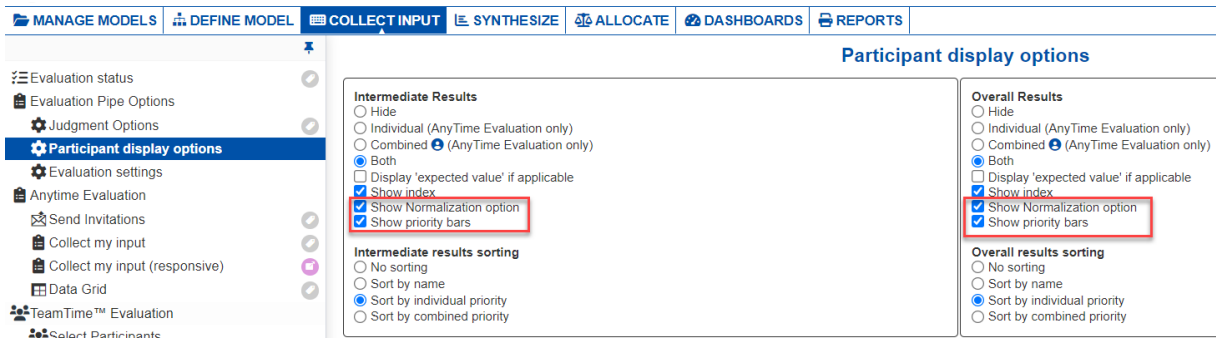 MANAGE MODELS DEFINE MODEL COLLECT INPUT SYNTHESIZE ALLOCATE DASHBOARDS REPORTS
Evaluation status
Evaluation Pipe Options
Judgment Options
Participant display options
Evaluation settings
Anytime Evaluation
Send Invitations
Collect my input
Collect my input (responsive)
Data Grid
TeamTime™ Evaluation
Select Participants
Participant display options
Intermediate Results
Hide
Individual (AnyTime Evaluation only)
Combined (AnyTime Evaluation only)
Both
Display 'expected value' if applicable
Show index
Show Normalization option
Show priority bars
Intermediate results sorting
No sorting
Sort by name
Sort by individual priority
Sort by combined priority
Overall Results
Hide
Individual (AnyTime Evaluation only)
Combined (AnyTime Evaluation only)
Both
Display 'expected value' if applicable
Show index
Show Normalization option
Show priority bars
Overall results sorting
No sorting
Sort by name
Sort by individual priority
Sort by combined priority